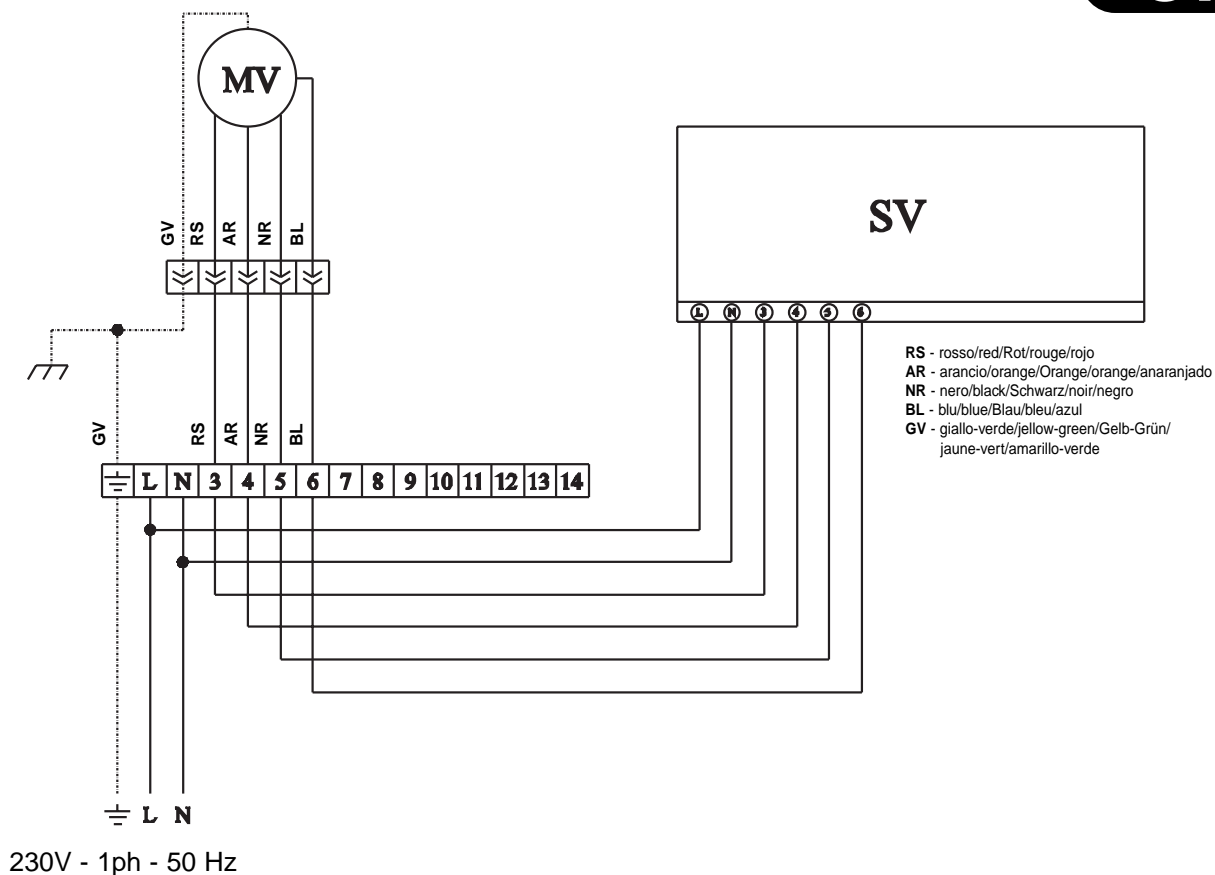 MV
GV RS AR NR BL
SV
L N 3 4 5 6
RS - rosso/red/Rot/rouge/rojo
AR - arancio/orange/Orange/orange/anaranjado
NR - nero/black/Schwarz/noir/negro
BL - blu/blue/Blau/bleu/azul
GV - giallo-verde/jellow-green/Gelb-Grün/
jaune-vert/amarillo-verde
GV RS AR NR BL
L N 3 4 5 6 7 8 9 10 11 12 13 14
L N
230V - 1ph - 50 Hz